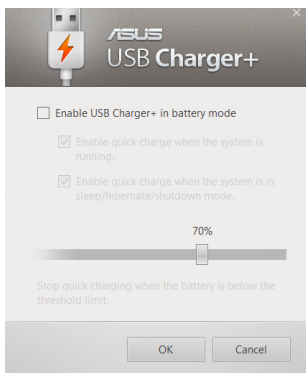 ASUS
USB Charger+
Enable USB Charger+ in battery mode
Enable quick charge when the system is
running.
Enable quick charge when the system is in
sleep/hibernate/shutdown mode.
70%
Stop quick charging when the battery is below the
threshold limit.
OK
Cancel